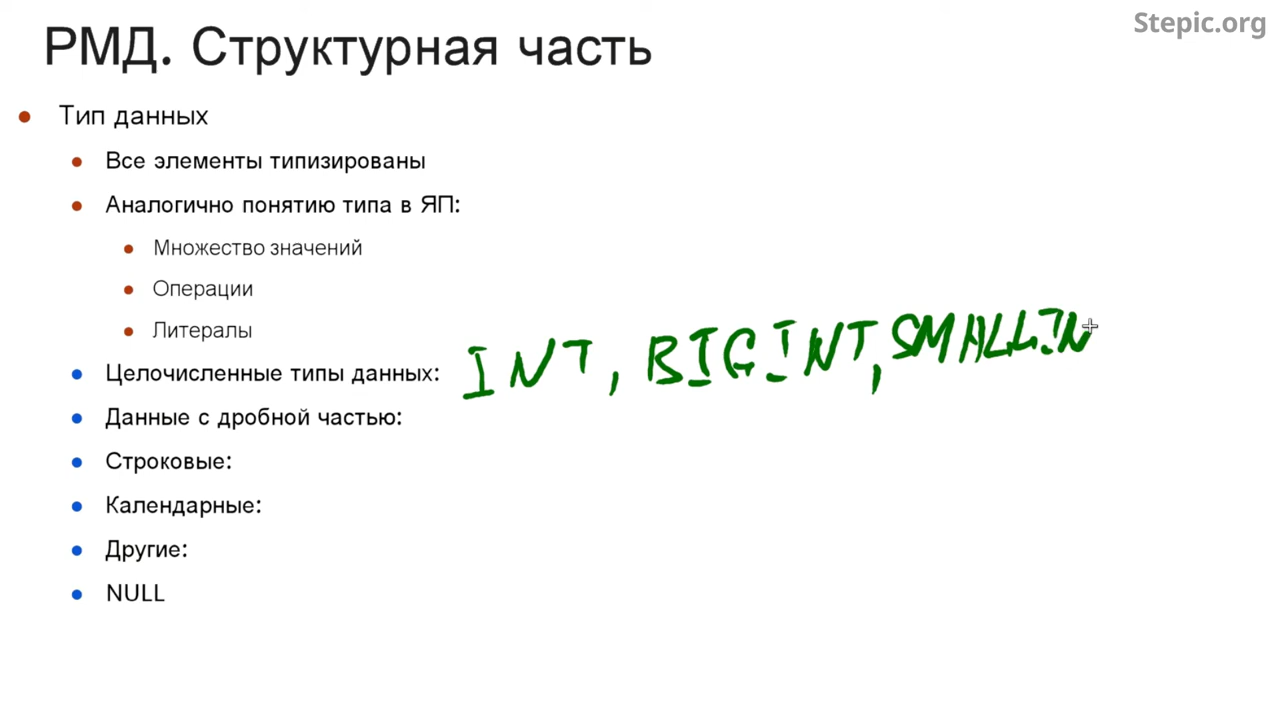 Stepic.org
РМД. Структурная часть
Тип данных
Все элементы типизированы
Аналогично понятию типа в ЯП:
Множество значений
Операции
Литералы
Целочисленные типы данных: INT, BIGINT, SMALLIN
Данные с дробной частью:
Строковые:
Календарные:
Другие:
NULL